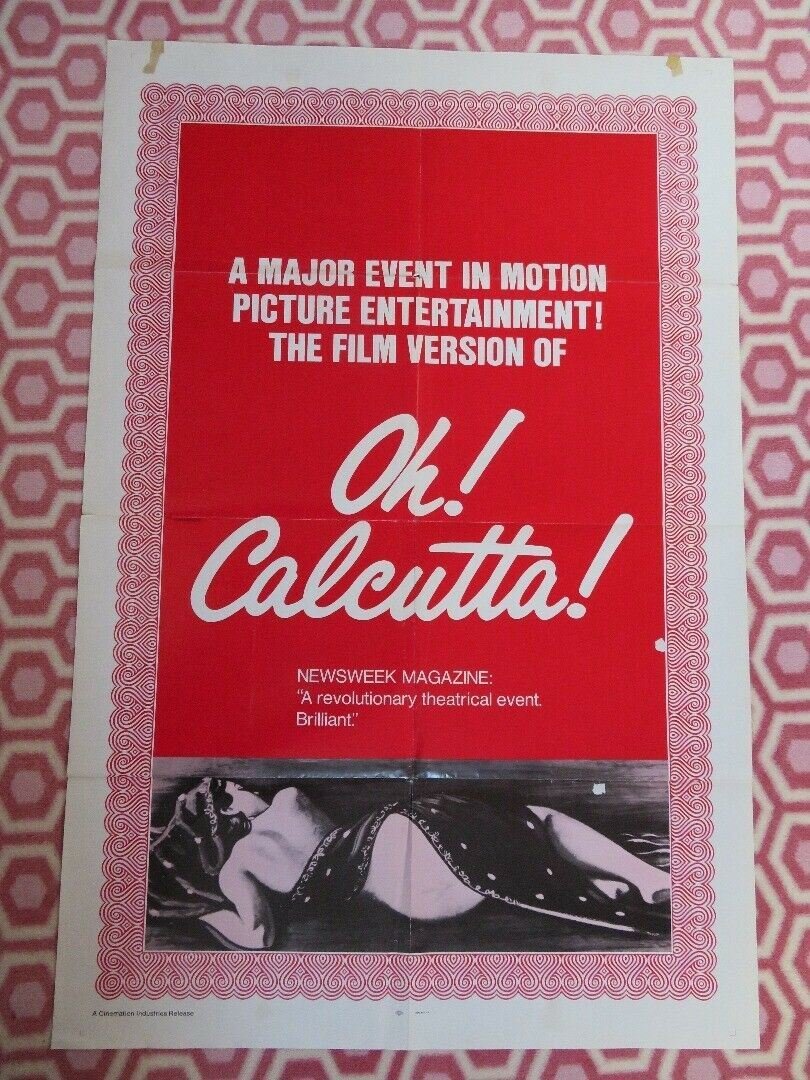 A MAJOR EVENT IN MOTION
PICTURE ENTERTAINMENT!
THE FILM VERSION OF
Oh!
Calcutta!
NEWSWEEK MAGAZINE:
"A revolutionary theatrical event.
Brilliant."
A Cinemation Industries Release